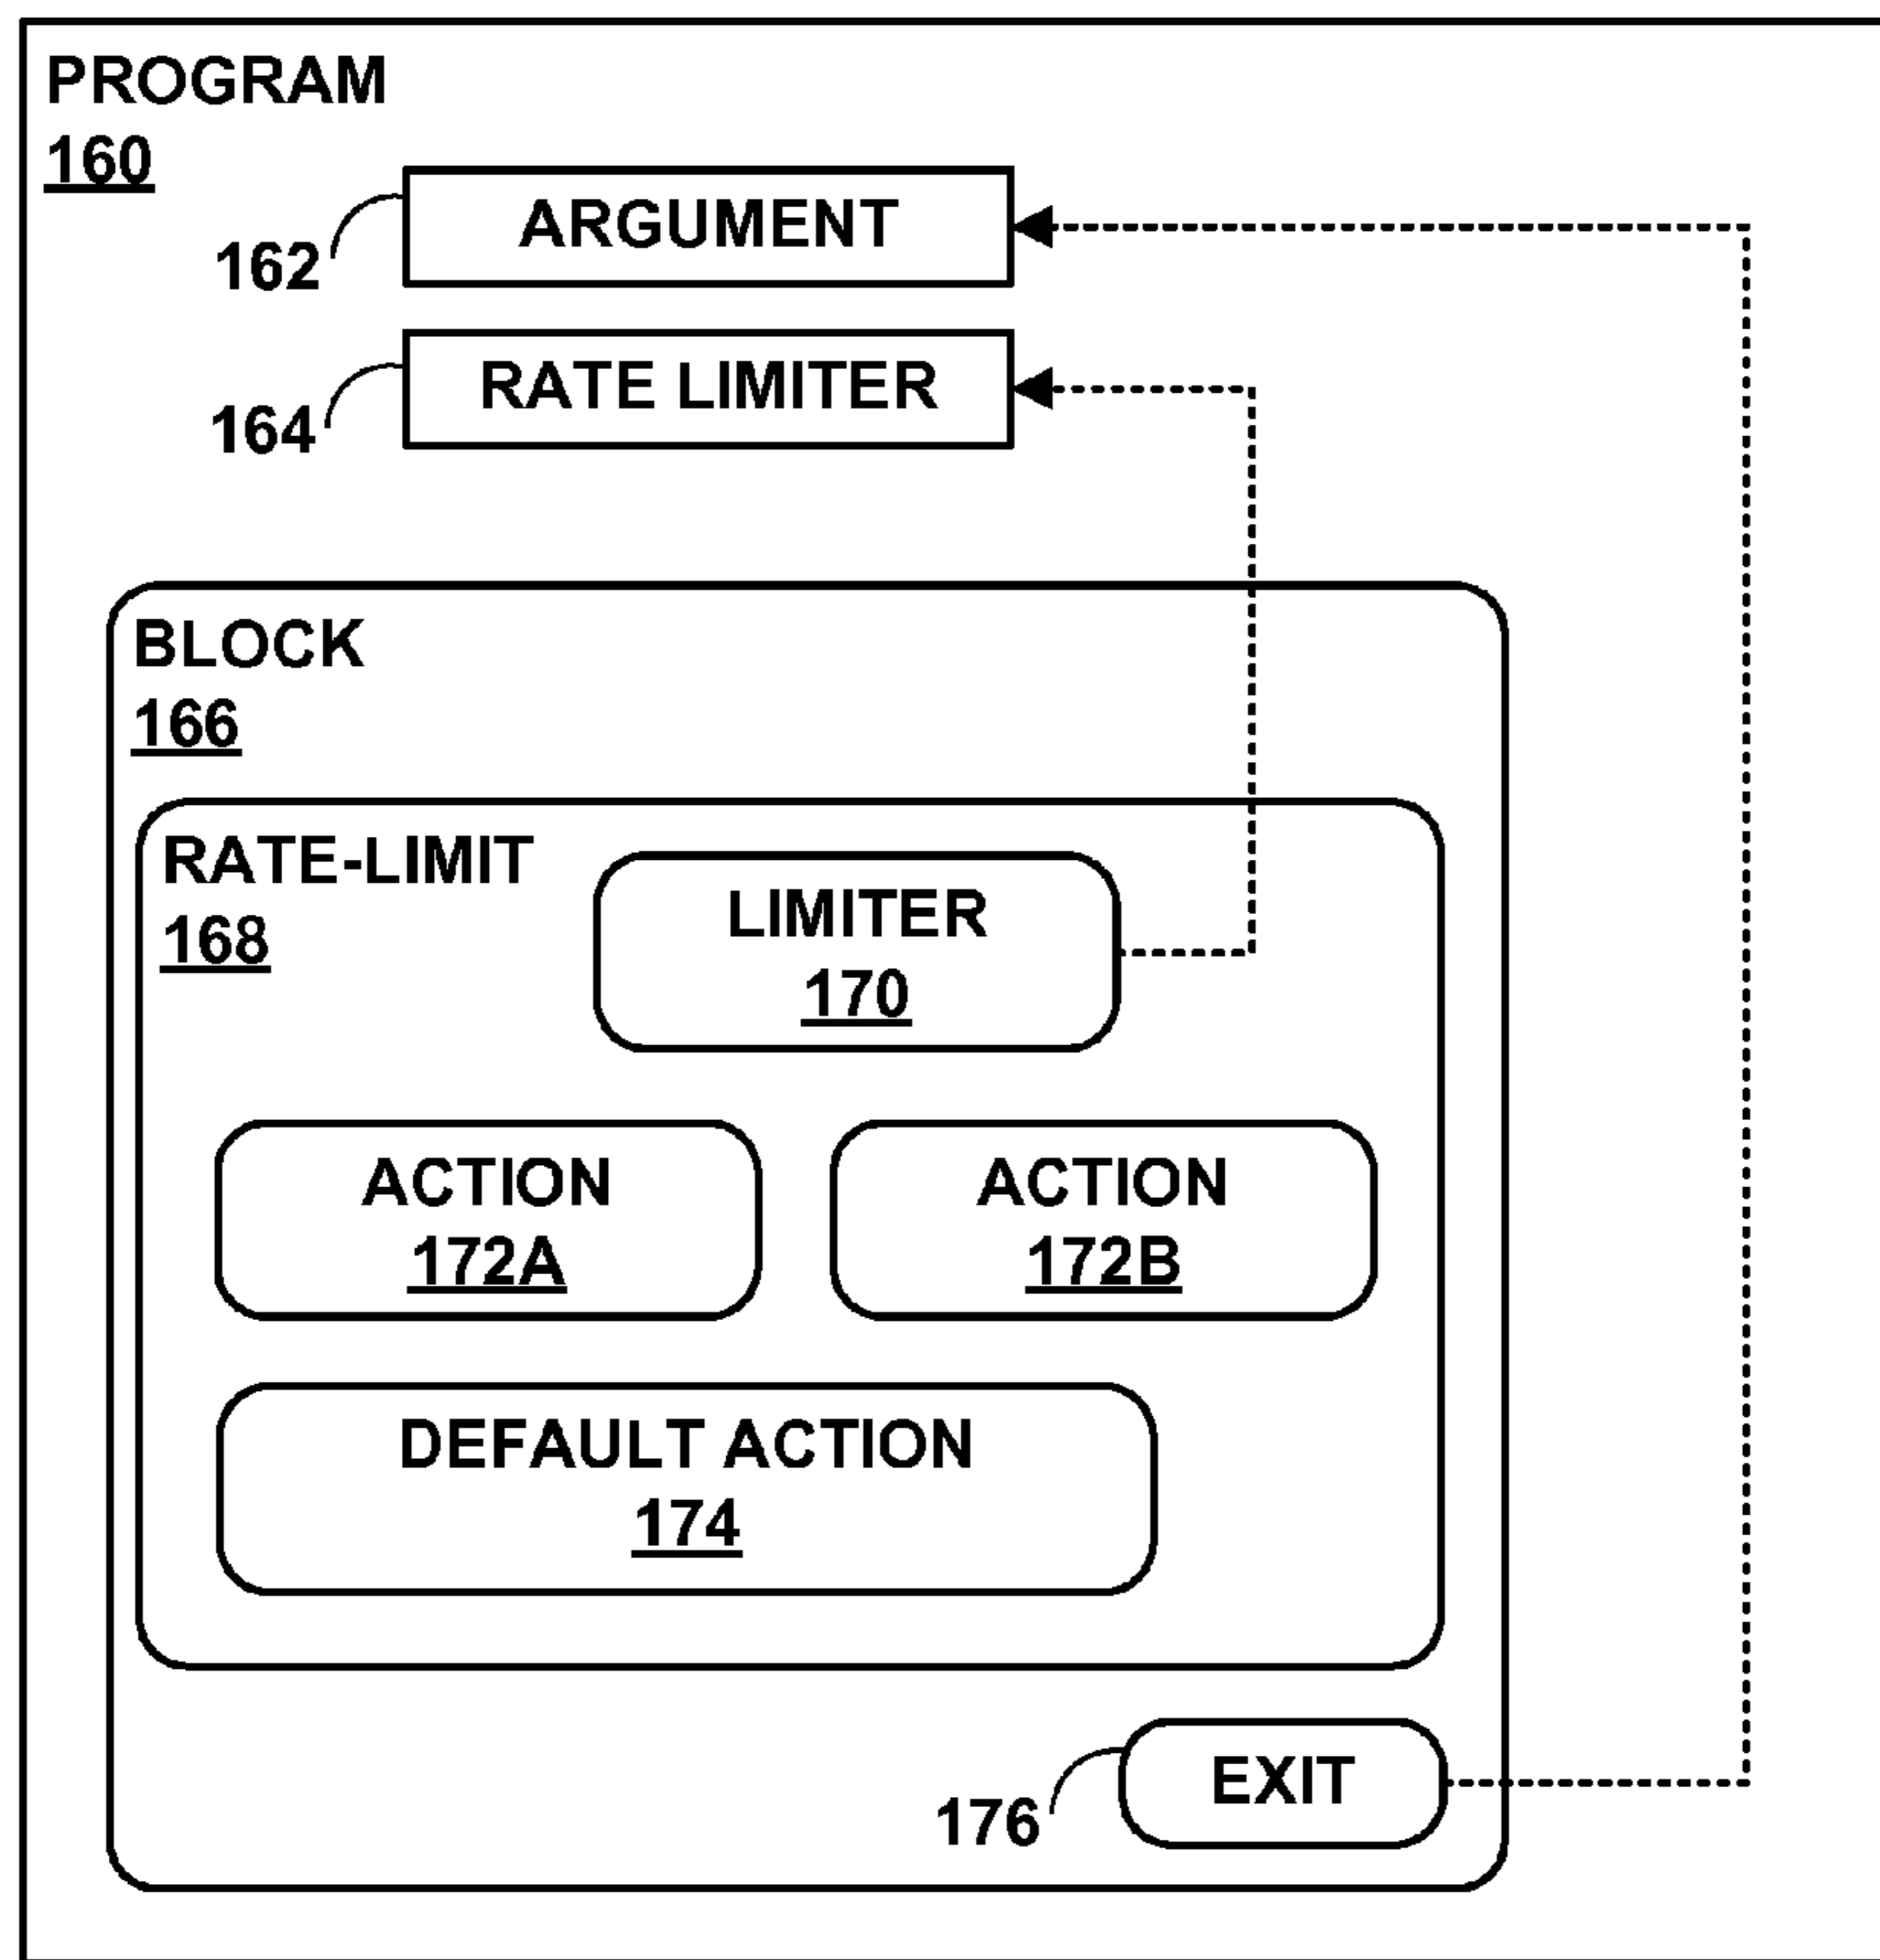 PROGRAM
160
ARGUMENT
162
RATE LIMITER
164
BLOCK
166
RATE-LIMIT
168
LIMITER
170
ACTION
172A
ACTION
172B
DEFAULT ACTION
174
EXIT
176